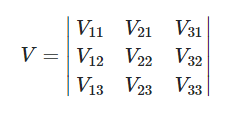 V₁₁ V₂₁ V₃₁
V = V₁₂ V₂₂ V₃₂
V₁₃ V₂₃ V₃₃